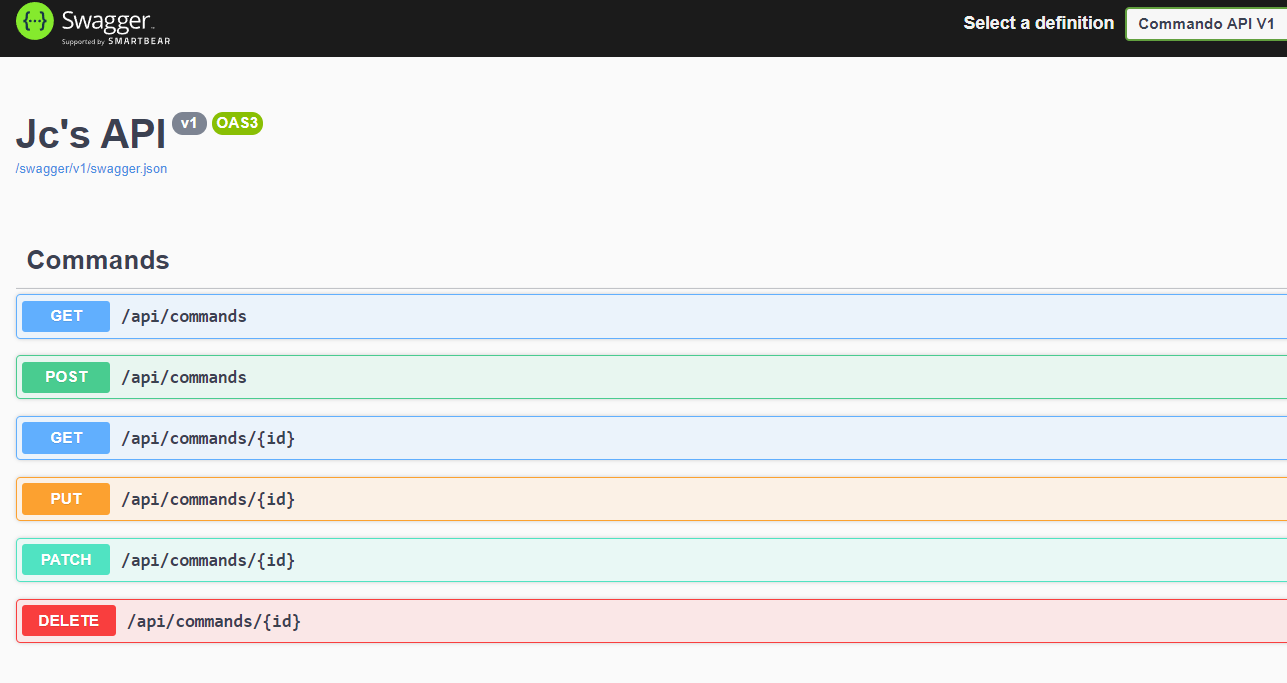 {···} Swagger™
Supported by SMARTBEAR
Select a definition
Commando API V1
Jc's API v1 OAS3
/swagger/v1/swagger.json
Commands
GET /api/commands
POST /api/commands
GET /api/commands/{id}
PUT /api/commands/{id}
PATCH /api/commands/{id}
DELETE /api/commands/{id}